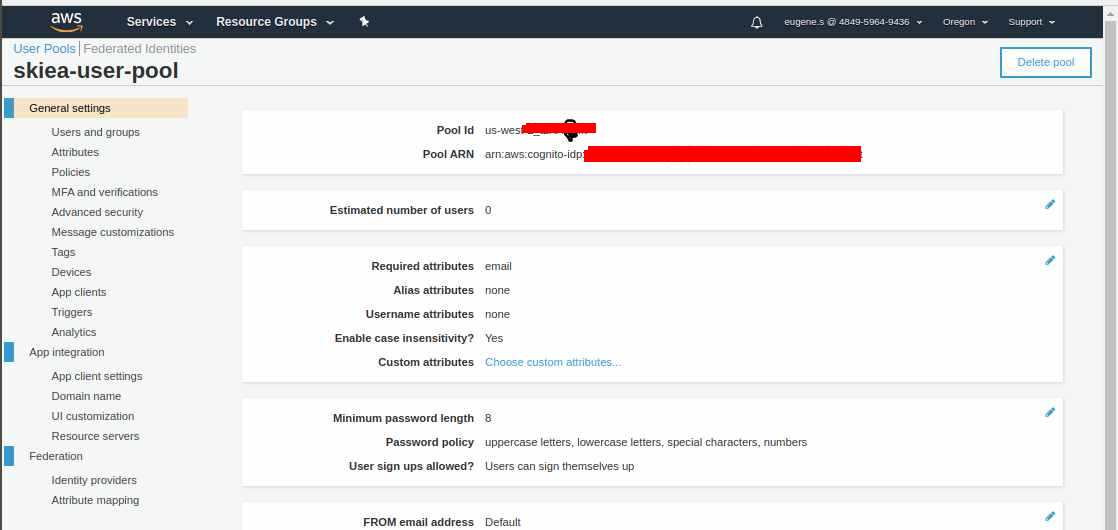 aws Services Resource Groups eugene.s @ 4849-5964-9436 Oregon Support
User Pools | Federated Identities
skiea-user-pool
Delete pool
General settings
Users and groups
Attributes
Policies
MFA and verifications
Advanced security
Message customizations
Tags
Devices
App clients
Triggers
Analytics
App integration
App client settings
Domain name
UI customization
Resource servers
Federation
Identity providers
Attribute mapping
Pool Id us-wes
Pool ARN arn:aws:cognito-idp:
Estimated number of users 0
Required attributes email
Alias attributes none
Username attributes none
Enable case insensitivity? Yes
Custom attributes Choose custom attributes...
Minimum password length 8
Password policy uppercase letters, lowercase letters, special characters, numbers
User sign ups allowed? Users can sign themselves up
FROM email address Default